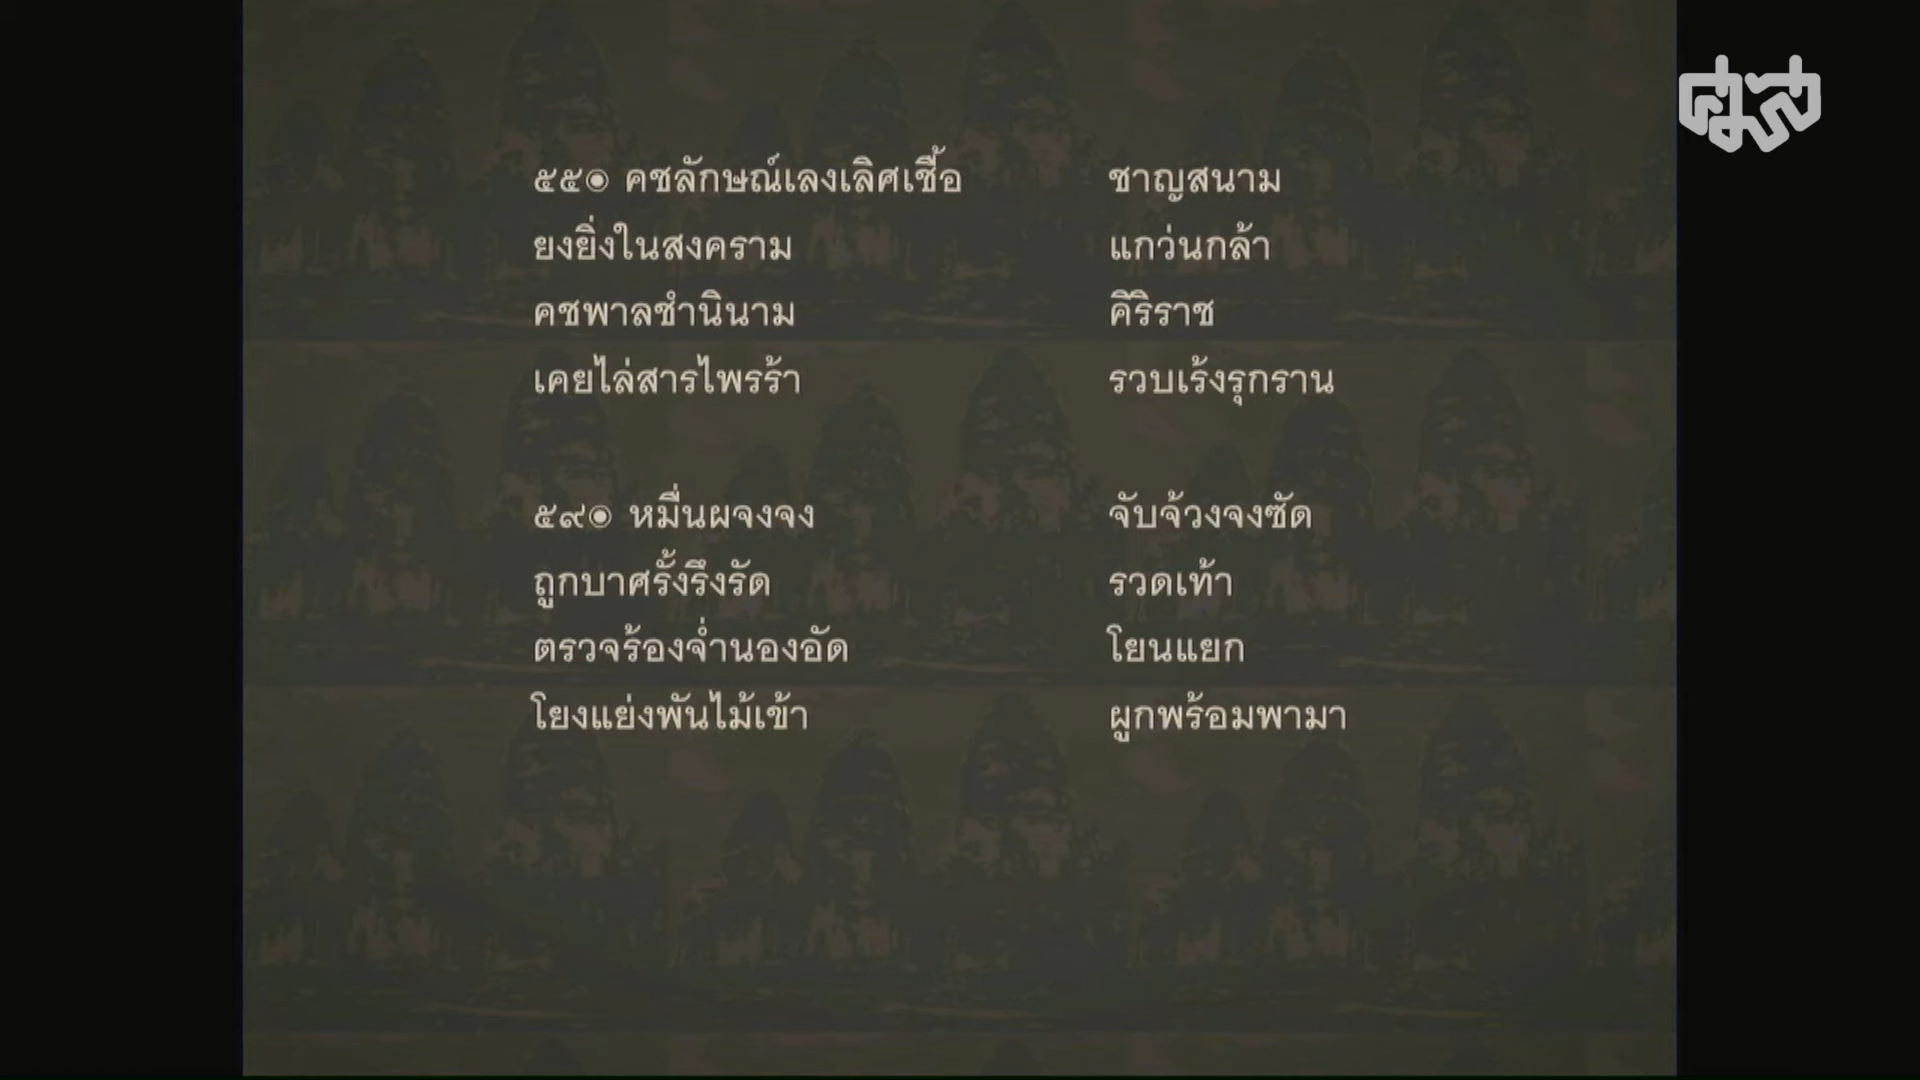 ๕๕๏ คชลักษณ์เลงเลิศเชื้อ ชาญสนาม
ยงยิ่งในสงคราม แกว่นกล้า
คชพาลชำนินาม คิริราช
เคยไล่สารไพรร้า รวบเร้งรุกราน
๕๙๏ หมื่นผจงจง จับจ้วงจงซัด
ถูกบาศรั้งรึงรัด รวดเท้า
ตรวจร้องจ่ำนองอัด โยนแยก
โยงแย่งพันไม้เข้า ผูกพร้อมพามา